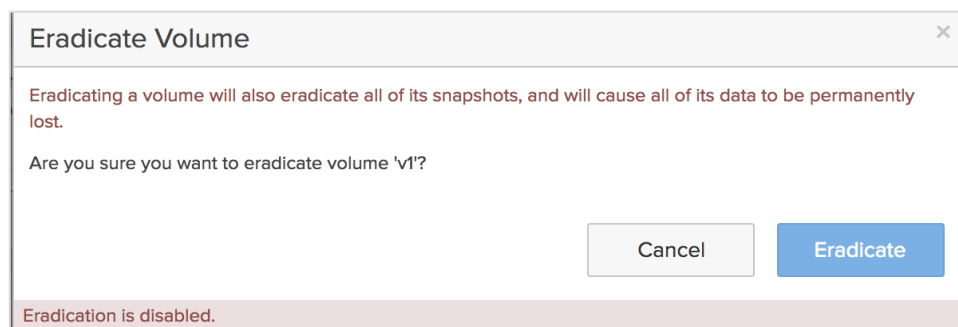 Eradicate Volume
×
Eradicating a volume will also eradicate all of its snapshots, and will cause all of its data to be permanently
lost.
Are you sure you want to eradicate volume 'v1'?
Cancel Eradicate
Eradication is disabled.